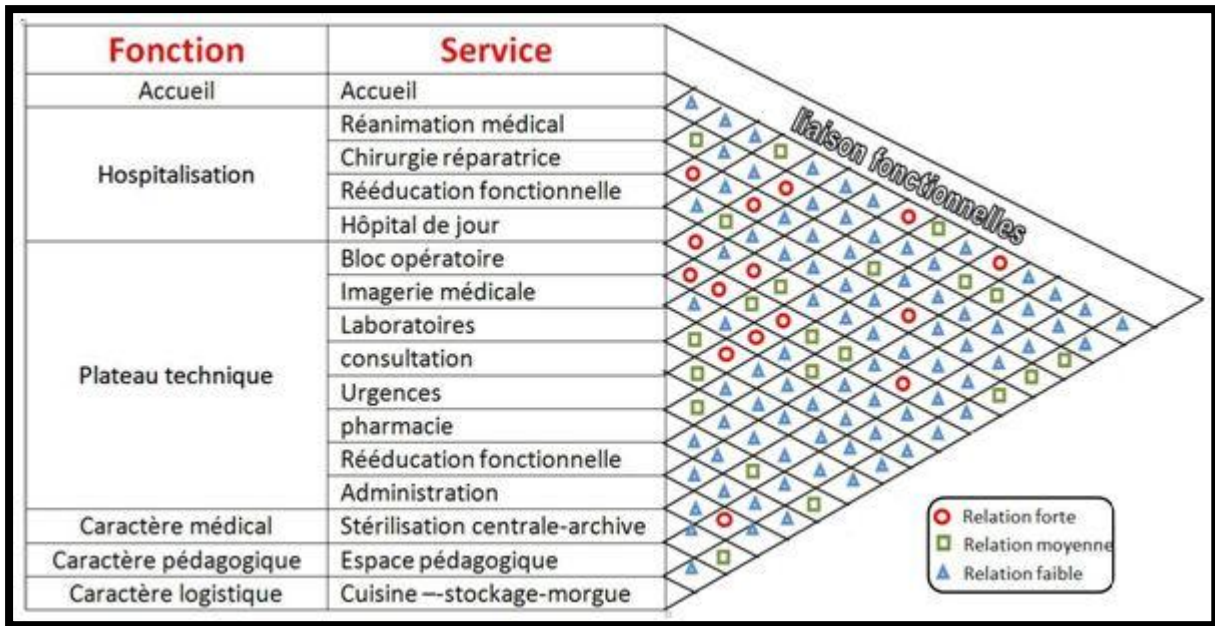 Fonction Service
Accueil Accueil
Hospitalisation
Réanimation médical
Chirurgie réparatrice
Rééducation fonctionnelle
Hôpital de jour
Plateau technique
Bloc opératoire
Imagerie médicale
Laboratoires
consultation
Urgences
pharmacie
Rééducation fonctionnelle
Administration
Caractère médical Stérilisation centrale-archive
Caractère pédagogique Espace pédagogique
Caractère logistique Cuisine –-stockage-morgue
liaison fonctionnelles
Relation forte
Relation moyenne
Relation faible